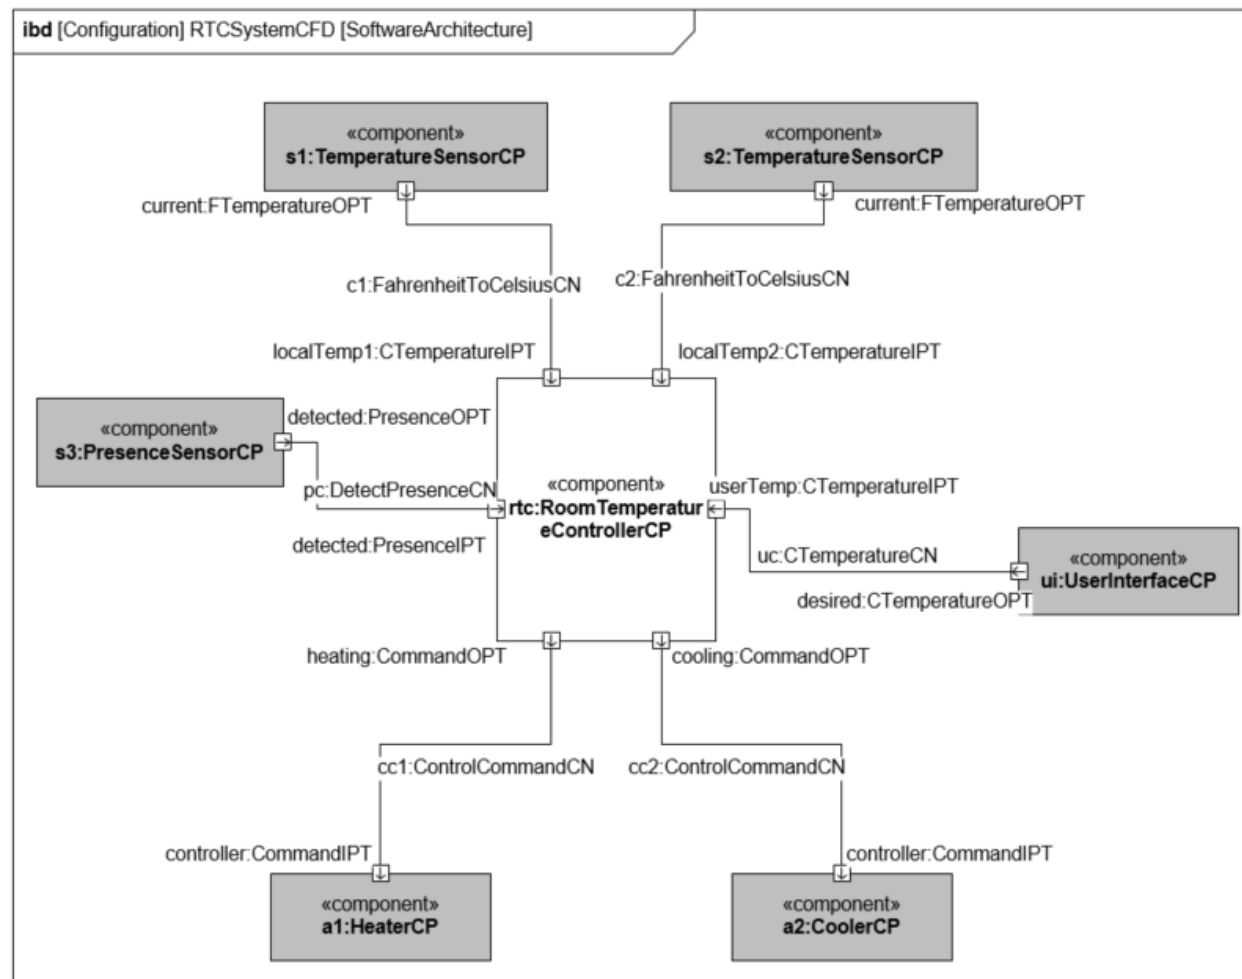 ibd [Configuration] RTCSystemCFD [SoftwareArchitecture]
«component»
s1:TemperatureSensorCP
«component»
s2:TemperatureSensorCP
current:FTemperatureOPT
current:FTemperatureOPT
c1:FahrenheitToCelsiusCN
c2:FahrenheitToCelsiusCN
localTemp1:CTemperatureIPT
localTemp2:CTemperatureIPT
«component»
s3:PresenceSensorCP
detected:PresenceOPT
pc:DetectPresenceCN
detected:PresenceIPT
«component»
rtc:RoomTemperatur
eControllerCP
userTemp:CTemperatureIPT
uc:CTemperatureCN
«component»
ui:UserInterfaceCP
desired:CTemperatureOPT
heating:CommandOPT
cooling:CommandOPT
cc1:ControlCommandCN
cc2:ControlCommandCN
controller:CommandIPT
controller:CommandIPT
«component»
a1:HeaterCP
«component»
a2:CoolerCP